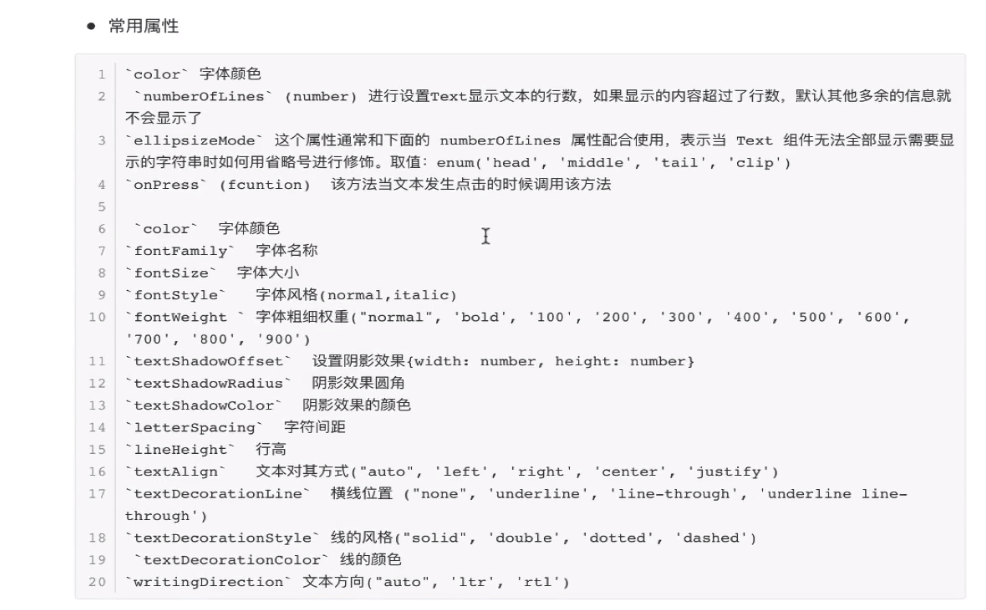 • 常用属性
1 `color` 字体颜色
2 `numberOfLines` (number) 进行设置Text显示文本的行数，如果显示的内容超过了行数，默认其他多余的信息就
不会显示了
3 `ellipsizeMode` 这个属性通常和下面的 numberOfLines 属性配合使用，表示当 Text 组件无法全部显示需要显
示的字符串时如何用省略号进行修饰。取值：enum('head', 'middle', 'tail', 'clip')
4 `onPress` (fcuntion)  该方法当文本发生点击的时候调用该方法
5
6 `color`  字体颜色
7 `fontFamily`  字体名称
8 `fontSize`  字体大小
9 `fontStyle`   字体风格(normal,italic)
10 `fontWeight ` 字体粗细权重("normal", 'bold', '100', '200', '300', '400', '500', '600',
'700', '800', '900')
11 `textShadowOffset`  设置阴影效果{width: number, height: number}
12 `textShadowRadius`  阴影效果圆角
13 `textShadowColor`  阴影效果的颜色
14 `letterSpacing`  字符间距
15 `lineHeight`  行高
16 `textAlign`   文本对其方式("auto", 'left', 'right', 'center', 'justify')
17 `textDecorationLine`  横线位置 ("none", 'underline', 'line-through', 'underline line-
through')
18 `textDecorationStyle` 线的风格("solid", 'double', 'dotted', 'dashed')
19 `textDecorationColor` 线的颜色
20 `writingDirection` 文本方向("auto", 'ltr', 'rtl')